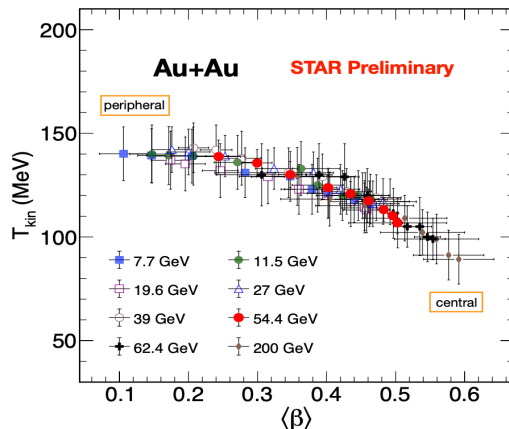 Au+Au STAR Preliminary
peripheral
central
7.7 GeV 11.5 GeV
19.6 GeV 27 GeV
39 GeV 54.4 GeV
62.4 GeV 200 GeV
T_kin (MeV)
200
150
100
50
0.1 0.2 0.3 0.4 0.5 0.6
⟨β⟩